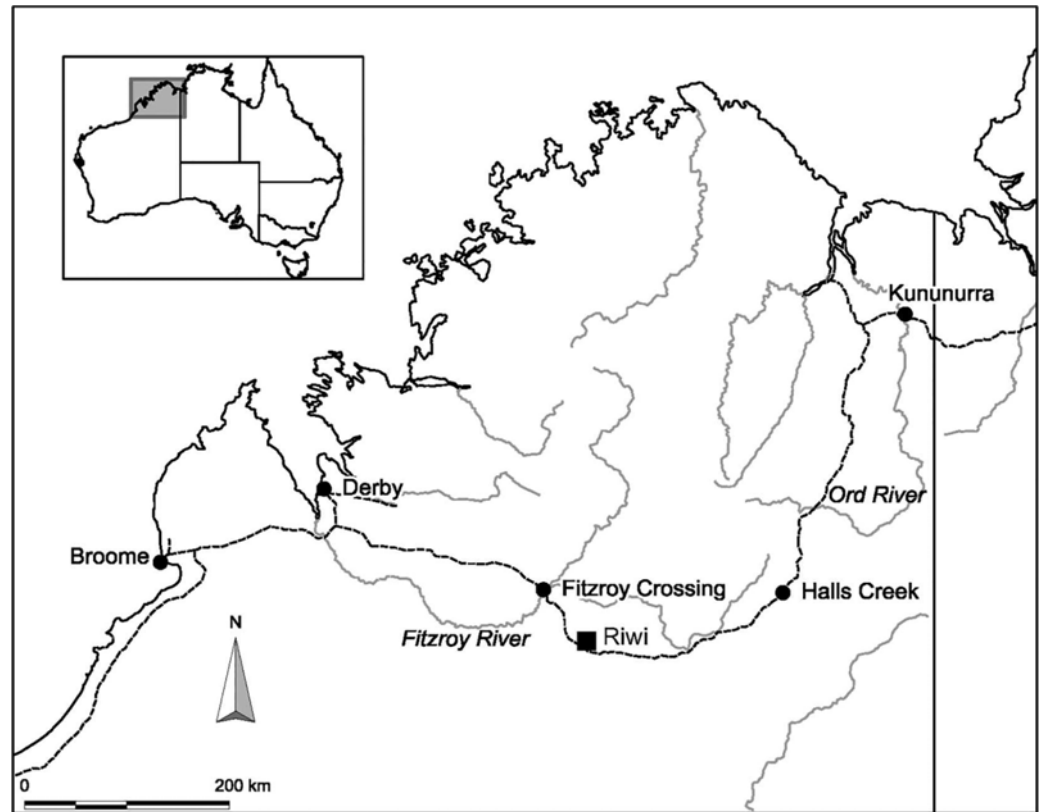 Kununurra
Derby
Ord River
Broome
Fitzroy Crossing
Halls Creek
Fitzroy River
Riwi
N
0
200 km